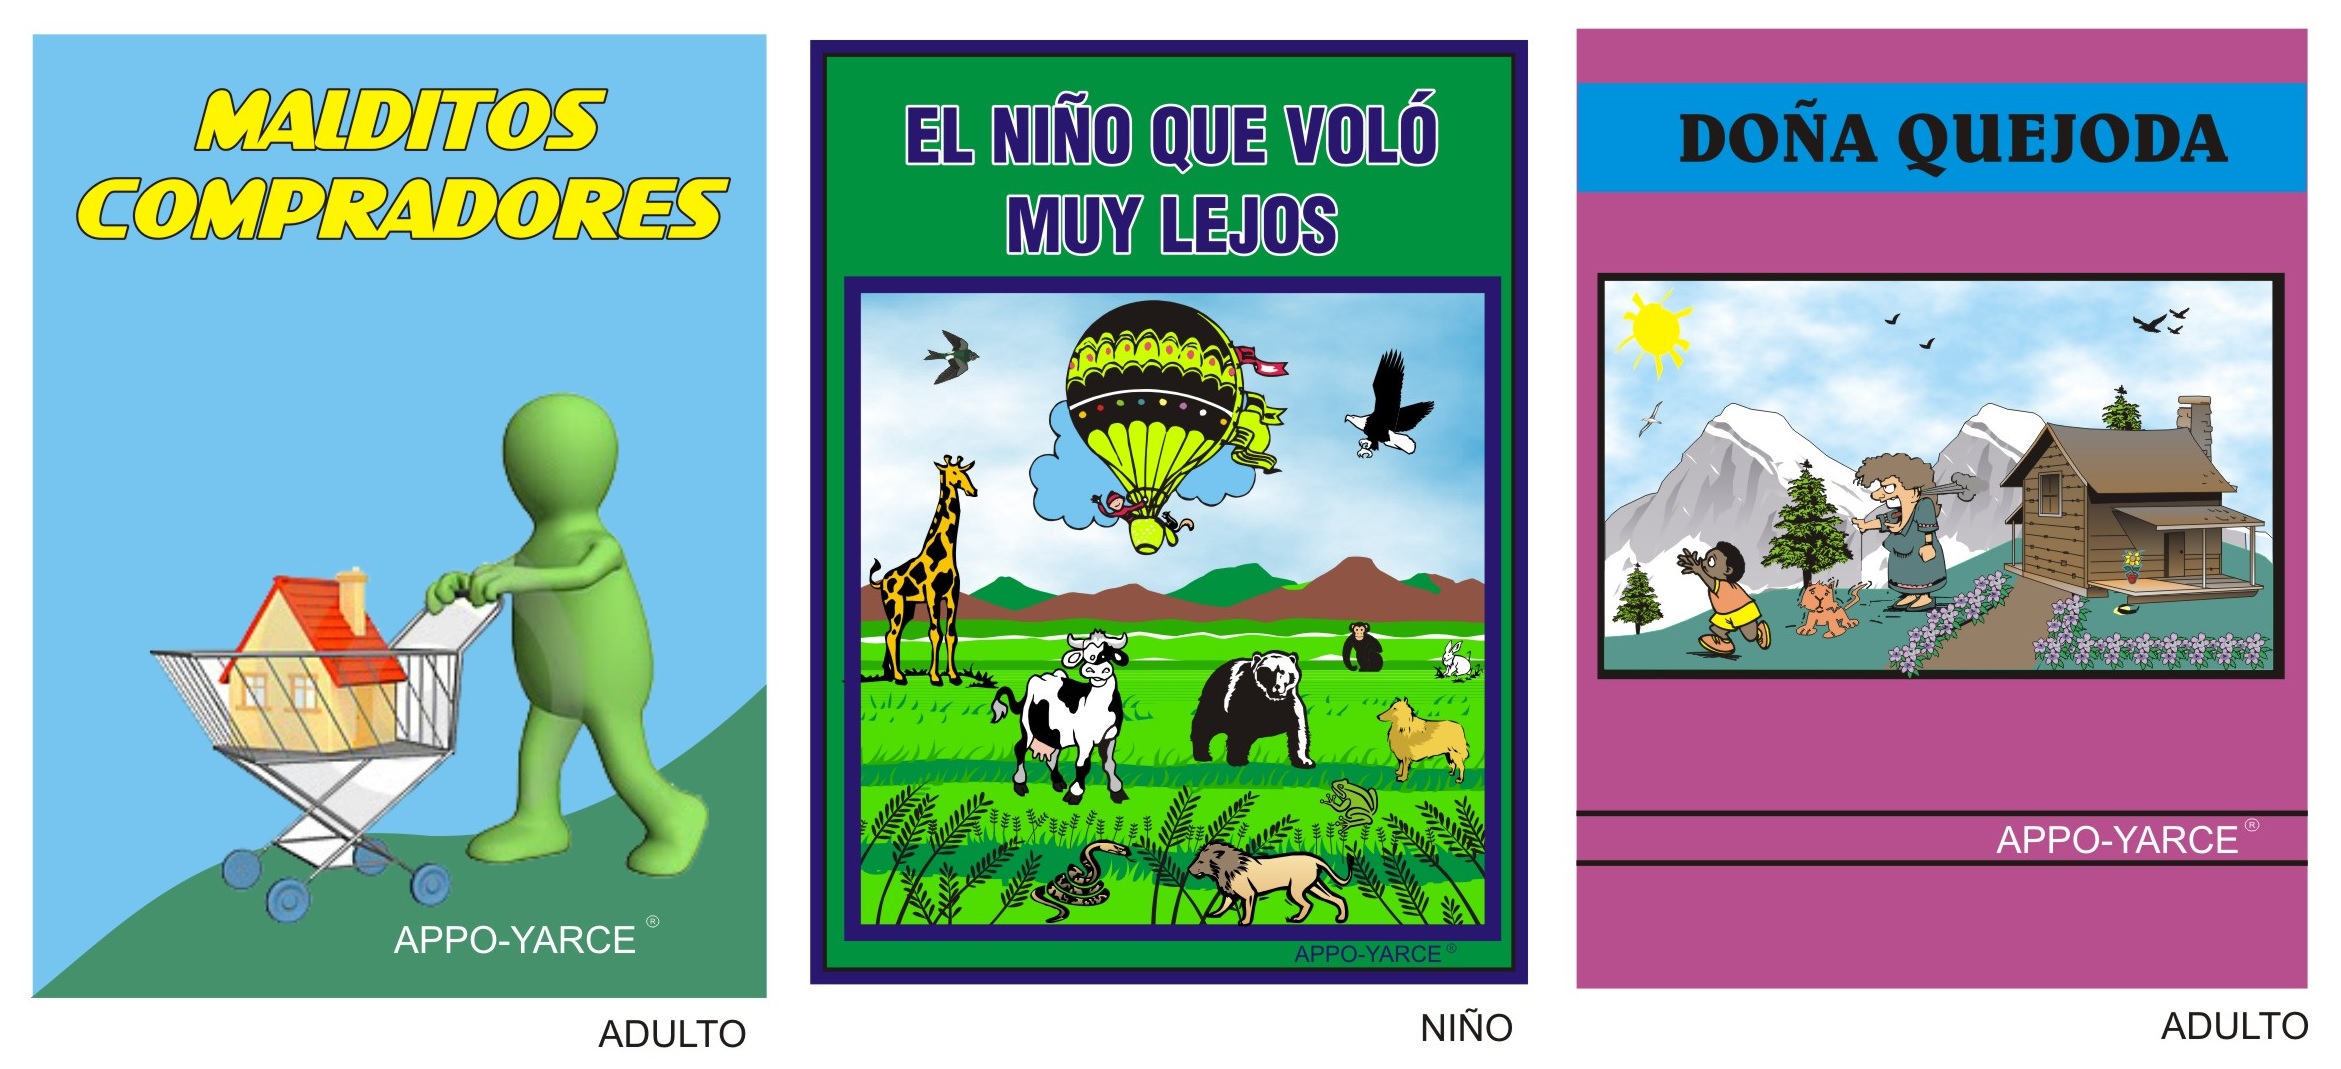 MALDITOS
COMPRADORES
APPO-YARCE ®
ADULTO
EL NIÑO QUE VOLÓ
MUY LEJOS
APPO-YARCE ®
NIÑO
DOÑA QUEJODA
APPO-YARCE ®
ADULTO